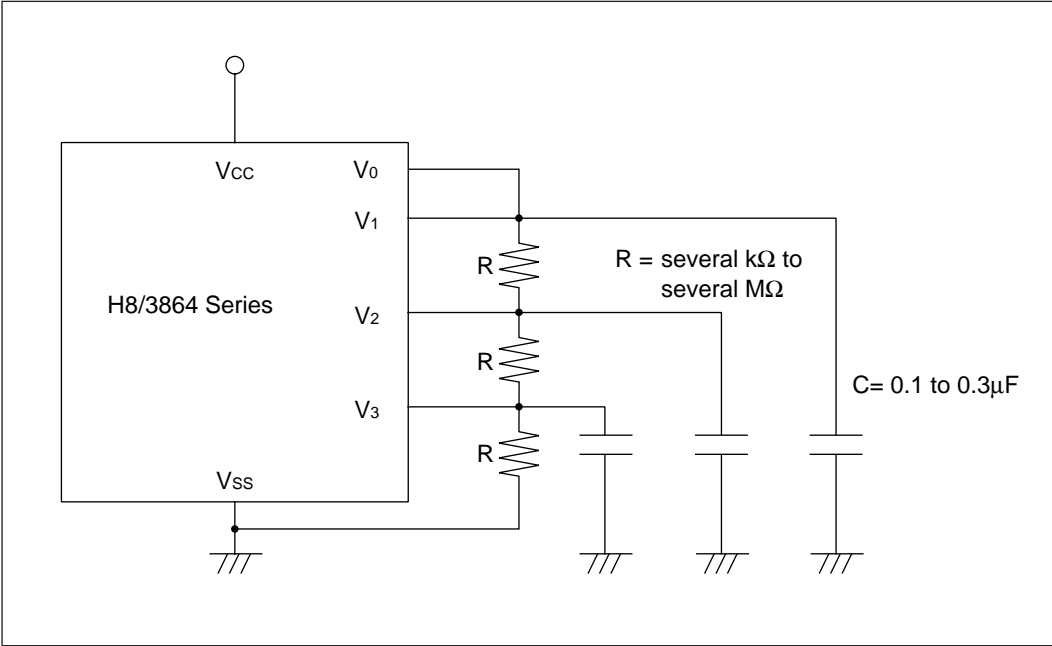 VCC
V0
V1
R
R = several kΩ to
several MΩ
H8/3864 Series
V2
R
C= 0.1 to 0.3μF
V3
R
VSS